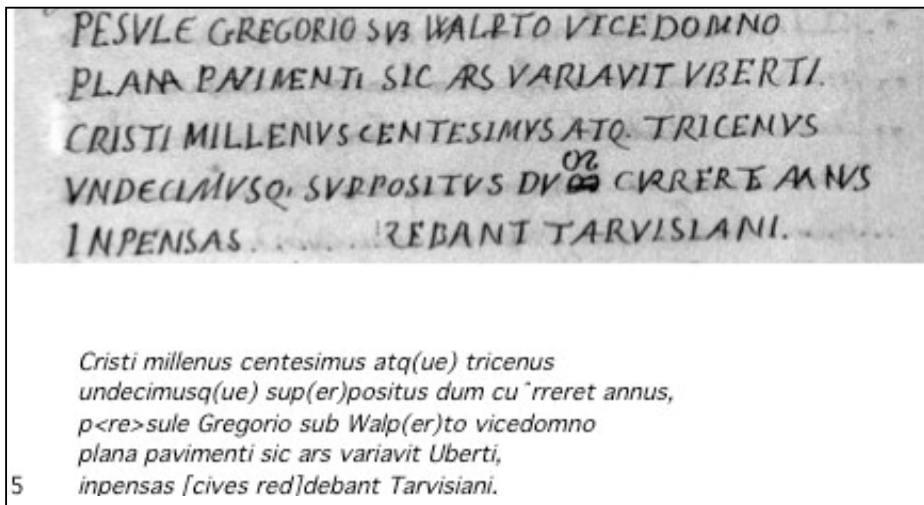 PESVLE GREGORIO SVB WALPTO VICEDOMNO
PLANA PAVIMENTI SIC ARS VARIAVIT VBERTI.
CRISTI MILLENVS CENTESIMVS ATQ. TRICENVS
VNDECIMVSQ. SVPPOSITVS CVRRERE ANNVS
INPENSAS ........ REBANT TARVISIANI.
Cristi millenus centesimus atq(ue) tricenus
undecimusq(ue) sup(er)positus dum cu^rreret annus,
p<re>sule Gregorio sub Walp(er)to vicedomno
plana pavimenti sic ars variavit Uberti,
5 inpensas [cives red]debant Tarvisiani.